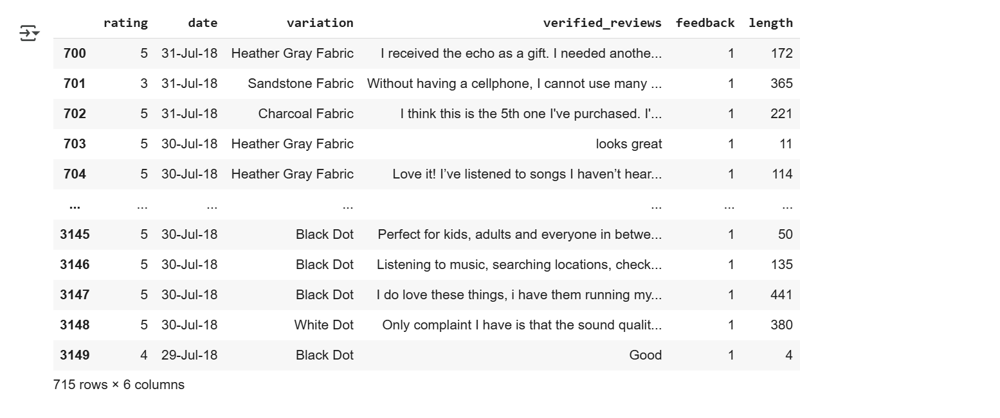 rating date variation verified_reviews feedback length
700 5 31-Jul-18 Heather Gray Fabric I received the echo as a gift. I needed anothe... 1 172
701 3 31-Jul-18 Sandstone Fabric Without having a cellphone, I cannot use many ... 1 365
702 5 31-Jul-18 Charcoal Fabric I think this is the 5th one I've purchased. I'... 1 221
703 5 30-Jul-18 Heather Gray Fabric looks great 1 11
704 5 30-Jul-18 Heather Gray Fabric Love it! I’ve listened to songs I haven’t hear... 1 114
... ... ... ... ... ... ...
3145 5 30-Jul-18 Black Dot Perfect for kids, adults and everyone in betwe... 1 50
3146 5 30-Jul-18 Black Dot Listening to music, searching locations, check... 1 135
3147 5 30-Jul-18 Black Dot I do love these things, i have them running my... 1 441
3148 5 30-Jul-18 White Dot Only complaint I have is that the sound qualit... 1 380
3149 4 29-Jul-18 Black Dot Good 1 4
715 rows × 6 columns